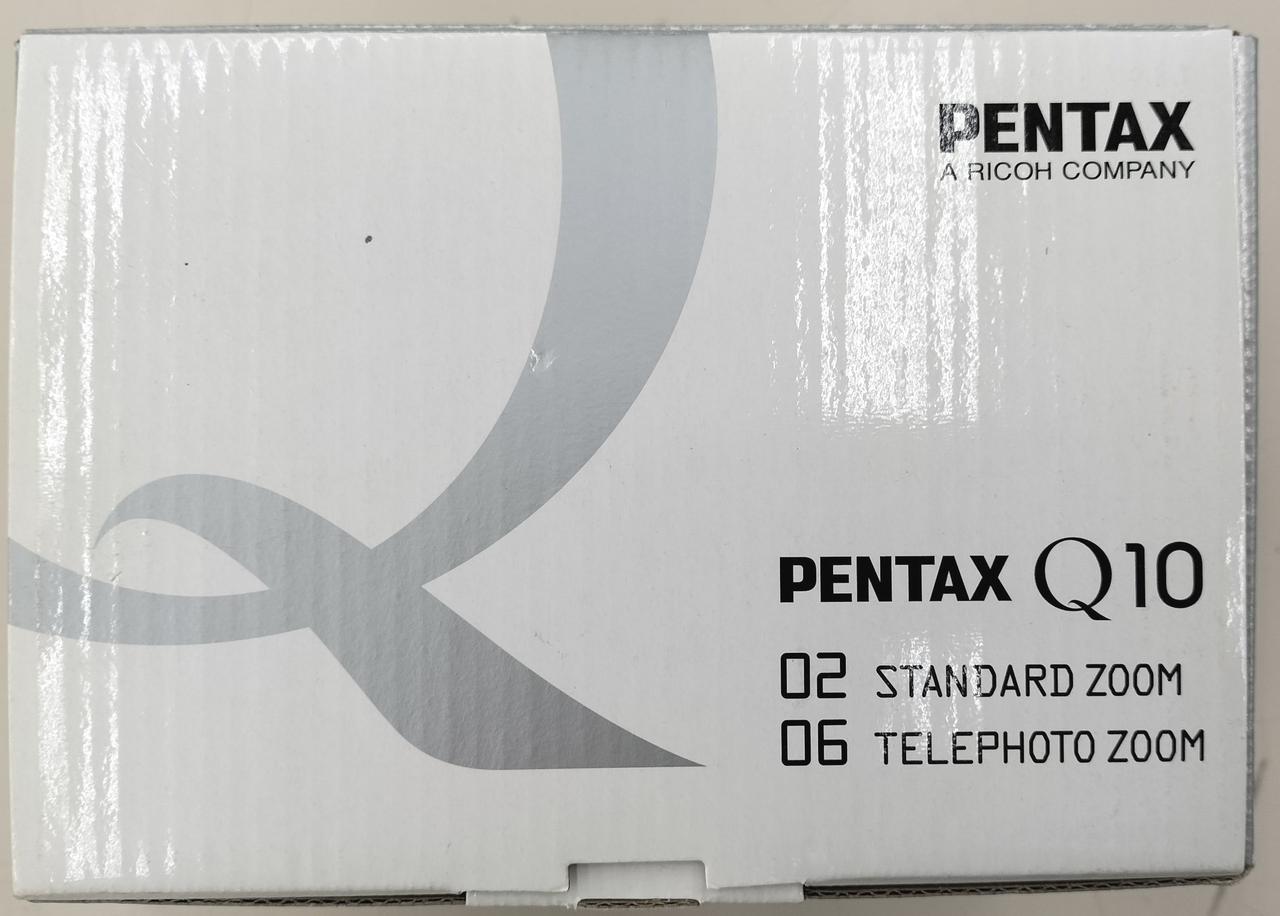 PENTAX
A RICOH COMPANY
PENTAX Q10
02 STANDARD ZOOM
06 TELEPHOTO ZOOM